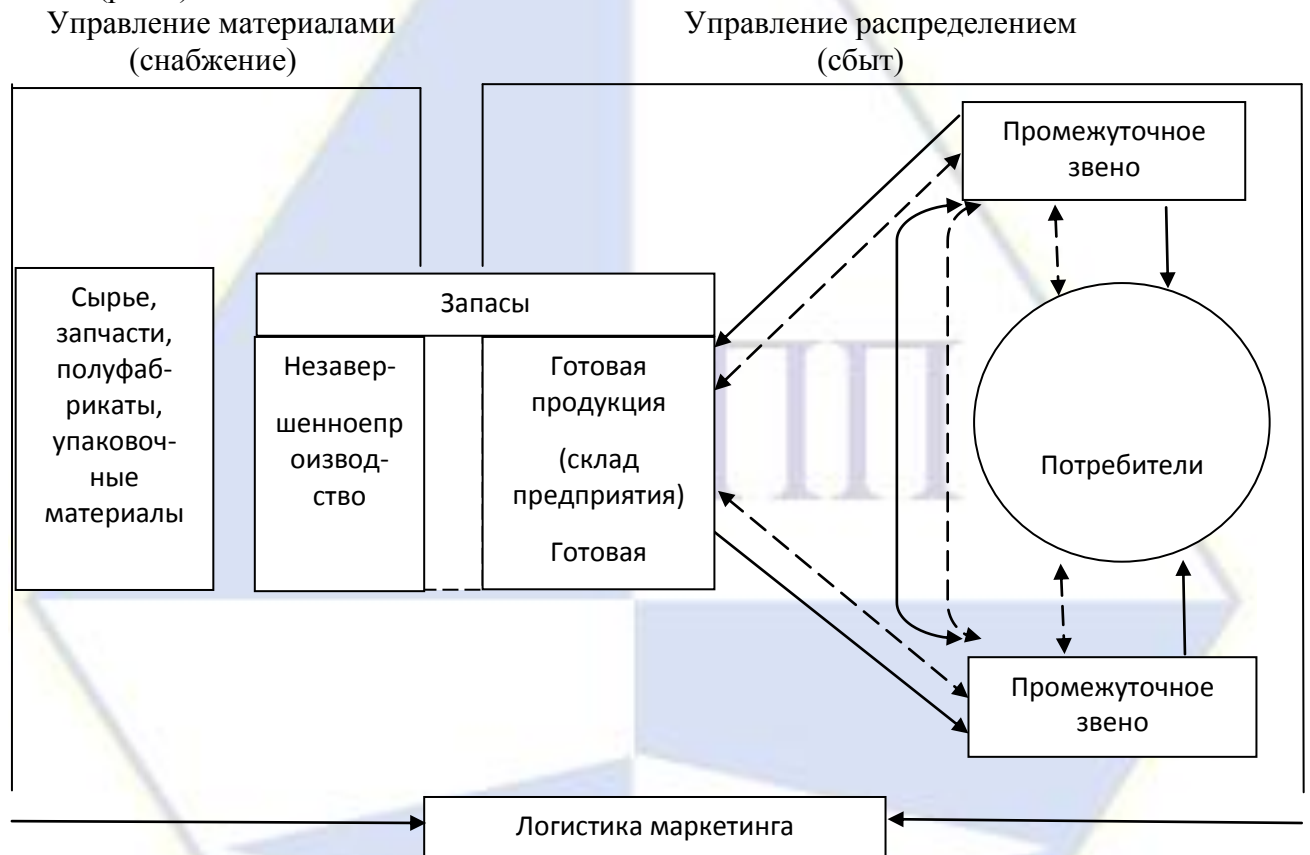 Управление материалами
(снабжение)
Управление распределением
(сбыт)
Промежуточное
звено
Сырье,
запчасти,
полуфаб-
рикаты,
упаковоч-
ные
материалы
Запасы
Незавер-
шенноепр
оизвод-
ство
Готовая
продукция
(склад
предприятия)
Готовая
Потребители
Промежуточное
звено
Логистика маркетинга